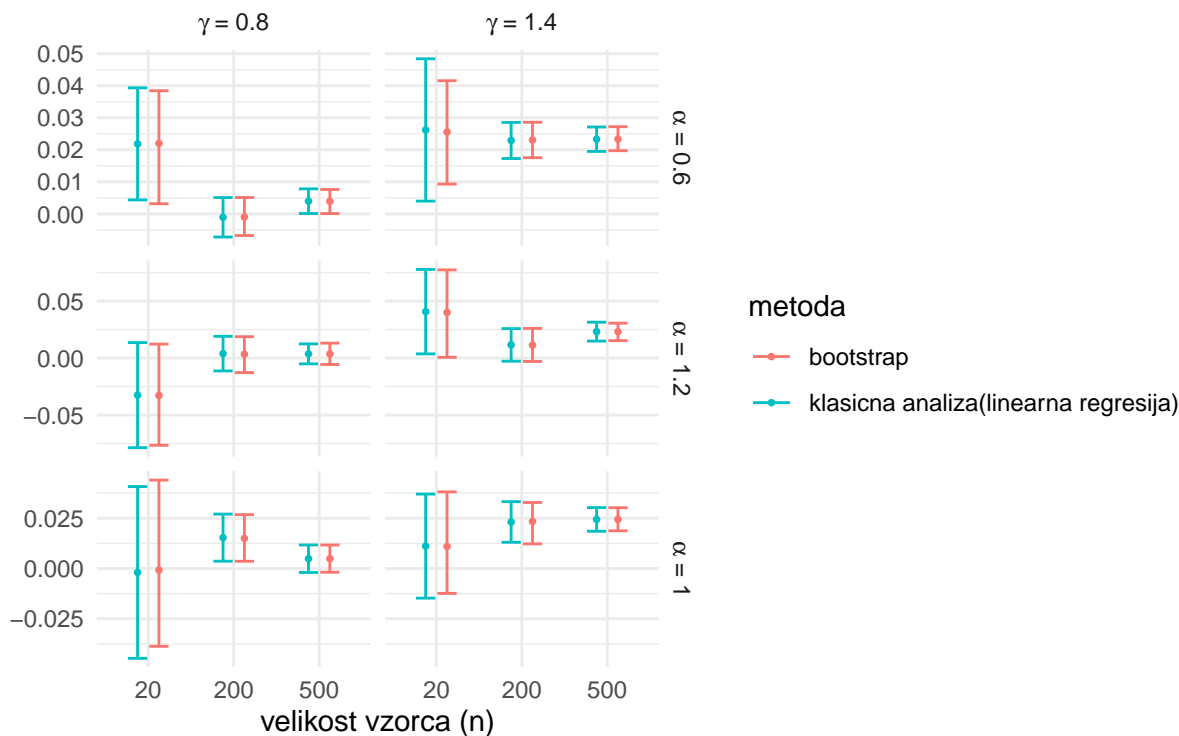 γ = 0.8
γ = 1.4
0.05
0.04
0.03
0.02
0.01
0.00
α = 0.6
0.05
0.00
−0.05
α = 1.2
0.025
0.000
−0.025
α = 1
20 200 500
20 200 500
velikost vzorca (n)
metoda
bootstrap
klasicna analiza(linearna regresija)